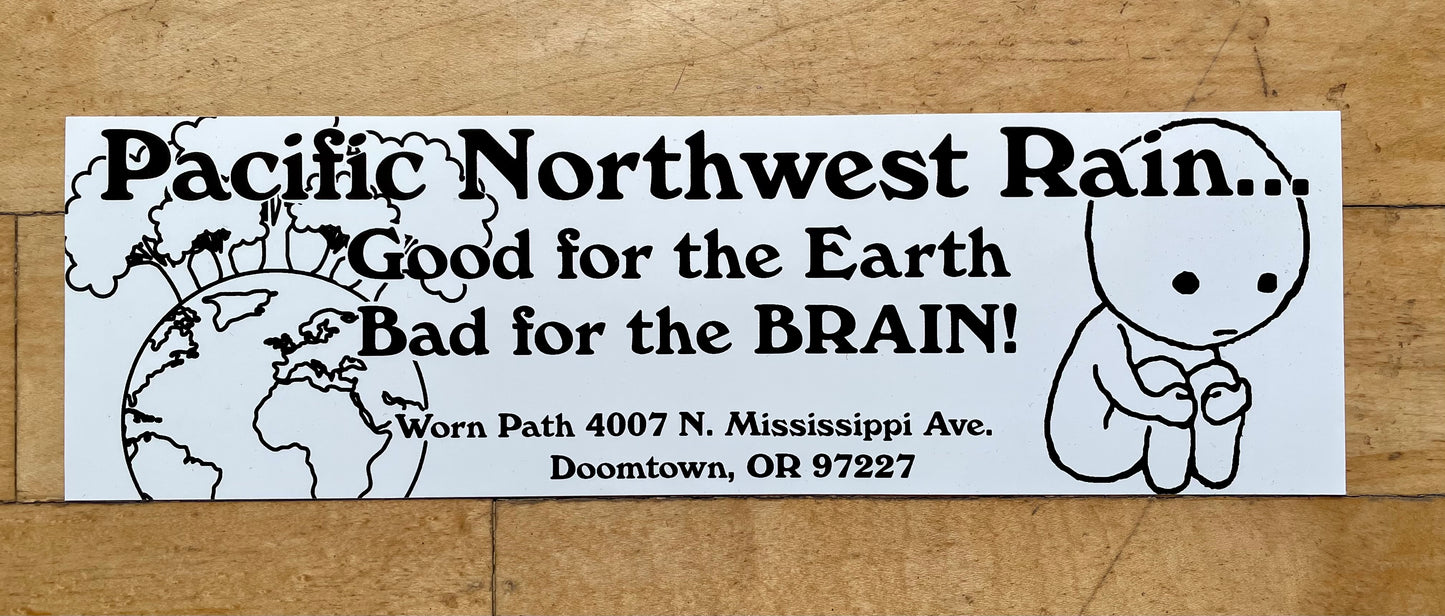 Pacific Northwest Rain...
Good for the Earth
Bad for the BRAIN!
Worn Path 4007 N. Mississippi Ave.
Doomtown, OR 97227